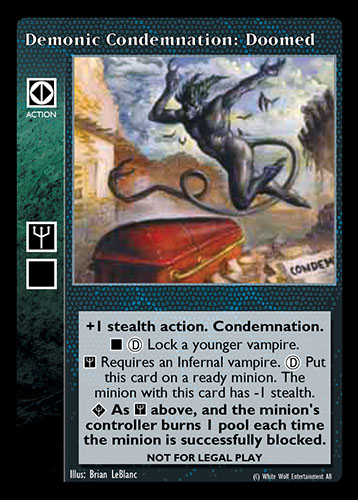 Demonic Condemnation: Doomed
ACTION
CONDEM
+1 stealth action. Condemnation.
D Lock a younger vampire.
Requires an Infernal vampire. D Put
this card on a ready minion. The
minion with this card has -1 stealth.
As above, and the minion's
controller burns 1 pool each time
the minion is successfully blocked.
NOT FOR LEGAL PLAY
Illus: Brian LeBlanc
(C) White Wolf Entertainment AB